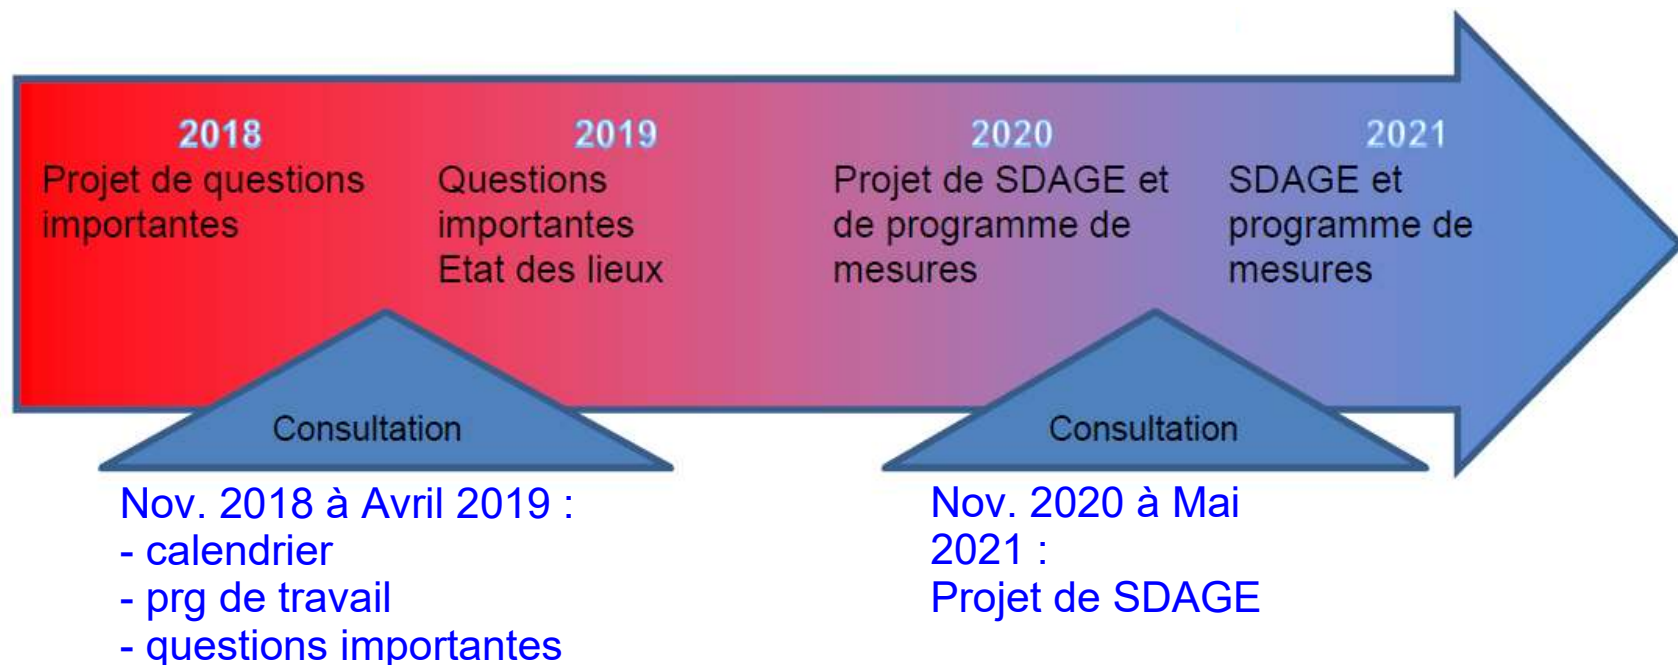 2018
Projet de questions
importantes
2019
Questions
importantes
Etat des lieux
2020
Projet de SDAGE et
de programme de
mesures
2021
SDAGE et
programme de
mesures
Consultation
Consultation
Nov. 2018 à Avril 2019 :
- calendrier
- prg de travail
- questions importantes
Nov. 2020 à Mai
2021 :
Projet de SDAGE